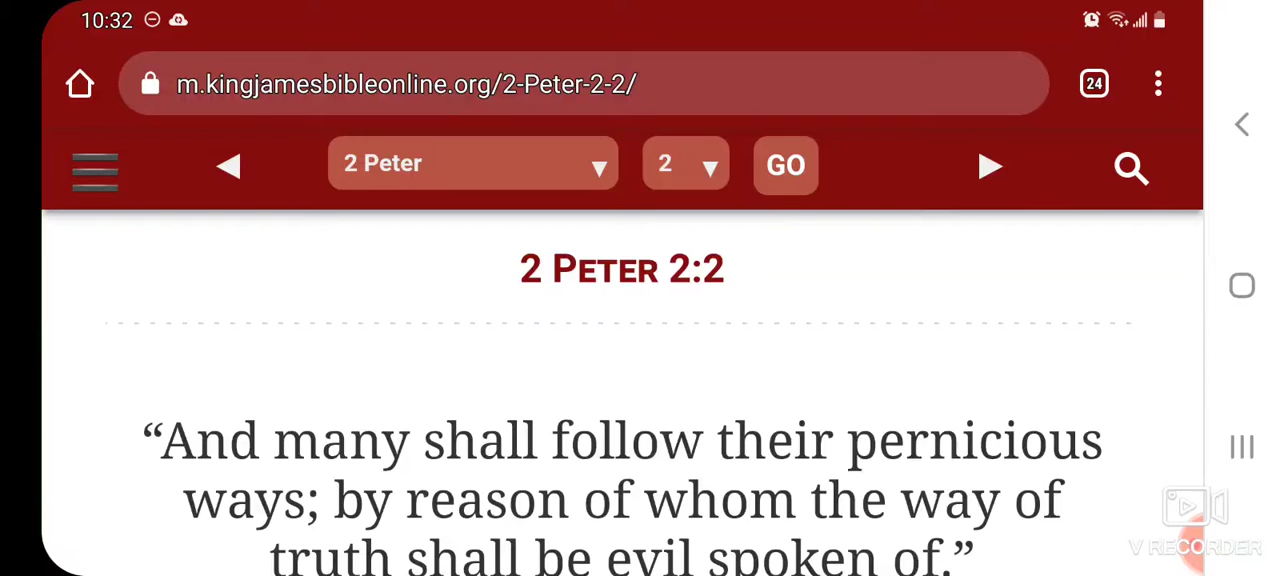 10:32
m.kingjamesbibleonline.org/2-Peter-2-2/
24
2 Peter 2 GO
2 PETER 2:2
“And many shall follow their pernicious
ways; by reason of whom the way of
truth shall be evil spoken of.”
V RECORDER